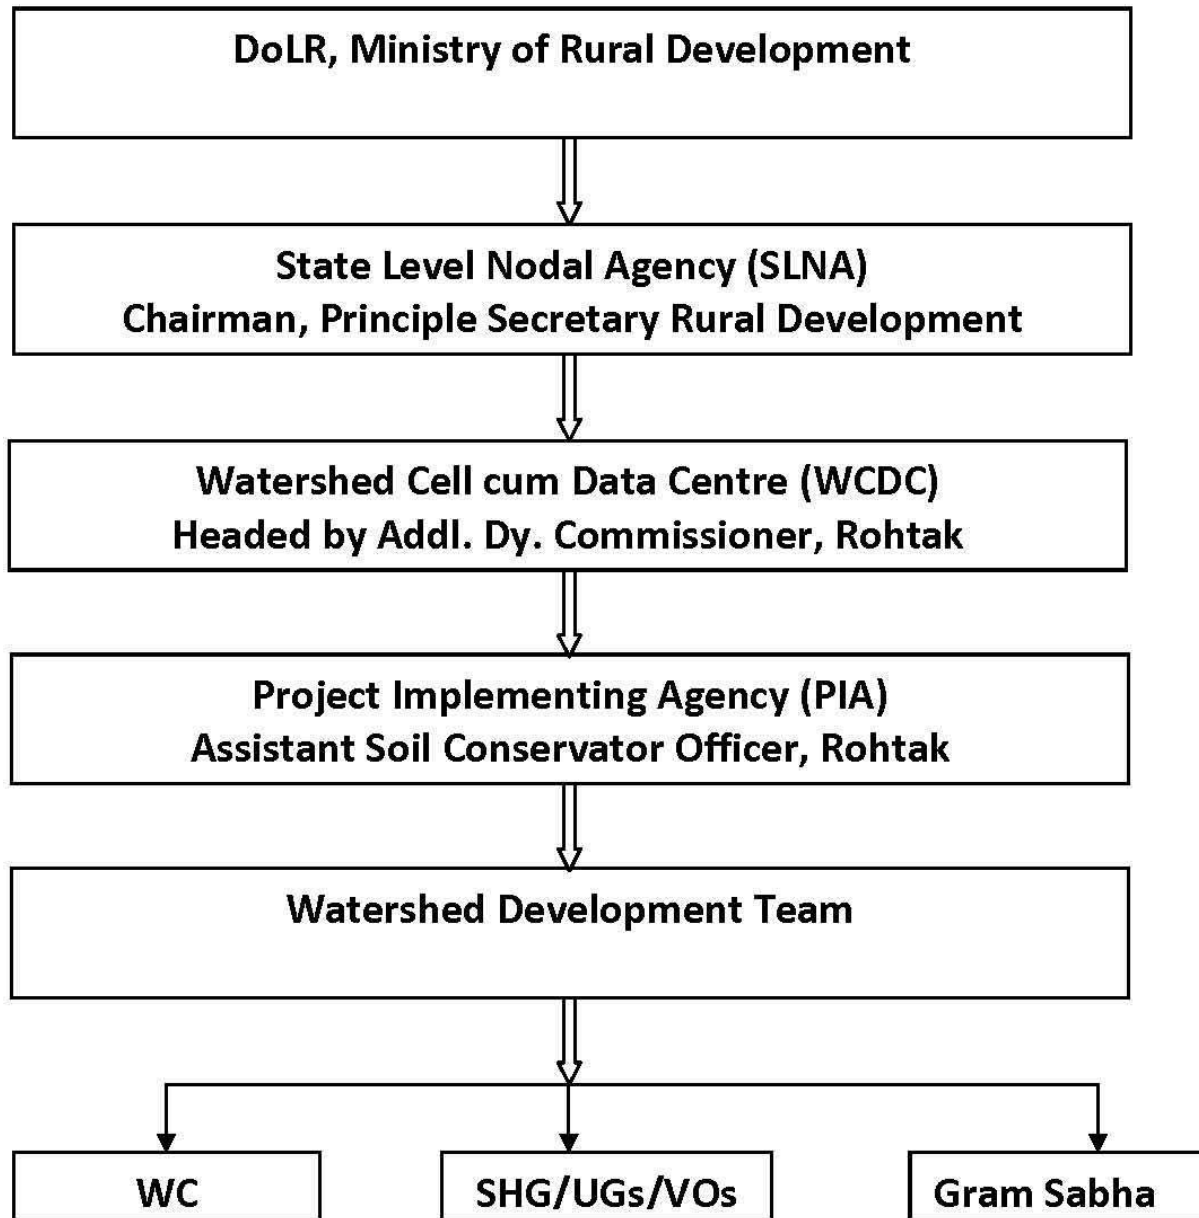 DoLR, Ministry of Rural Development
State Level Nodal Agency (SLNA)
Chairman, Principle Secretary Rural Development
Watershed Cell cum Data Centre (WCDC)
Headed by Addl. Dy. Commissioner, Rohtak
Project Implementing Agency (PIA)
Assistant Soil Conservator Officer, Rohtak
Watershed Development Team
WC
SHG/UGs/VOs
Gram Sabha